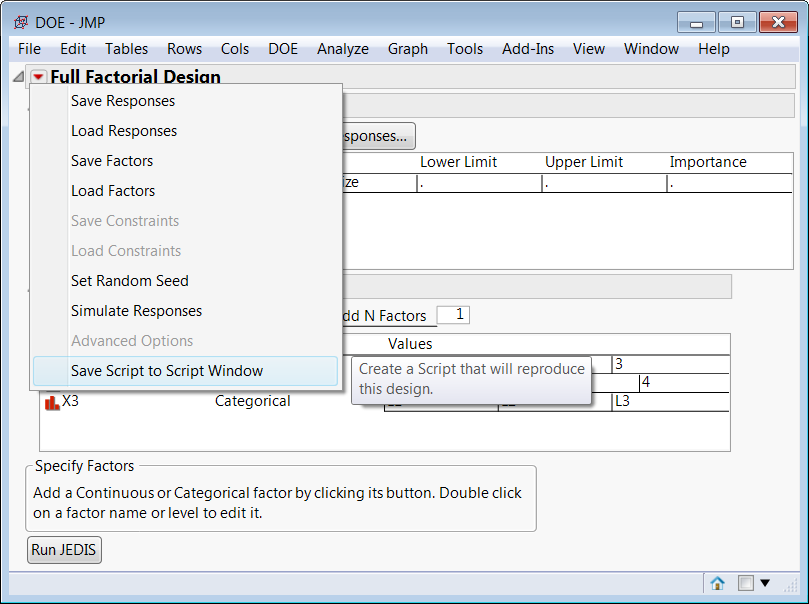 DOE - JMP
File Edit Tables Rows Cols DOE Analyze Graph Tools Add-Ins View Window Help
Full Factorial Design
Save Responses
Load Responses
Save Factors
Load Factors
Save Constraints
Load Constraints
Set Random Seed
Simulate Responses
Advanced Options
Save Script to Script Window
sponses...
Lower Limit Upper Limit Importance
ize . . .
dd N Factors 1
Values
3
4
Create a Script that will reproduce
this design.
X3 Categorical L3
Specify Factors
Add a Continuous or Categorical factor by clicking its button. Double click
on a factor name or level to edit it.
Run JEDIS